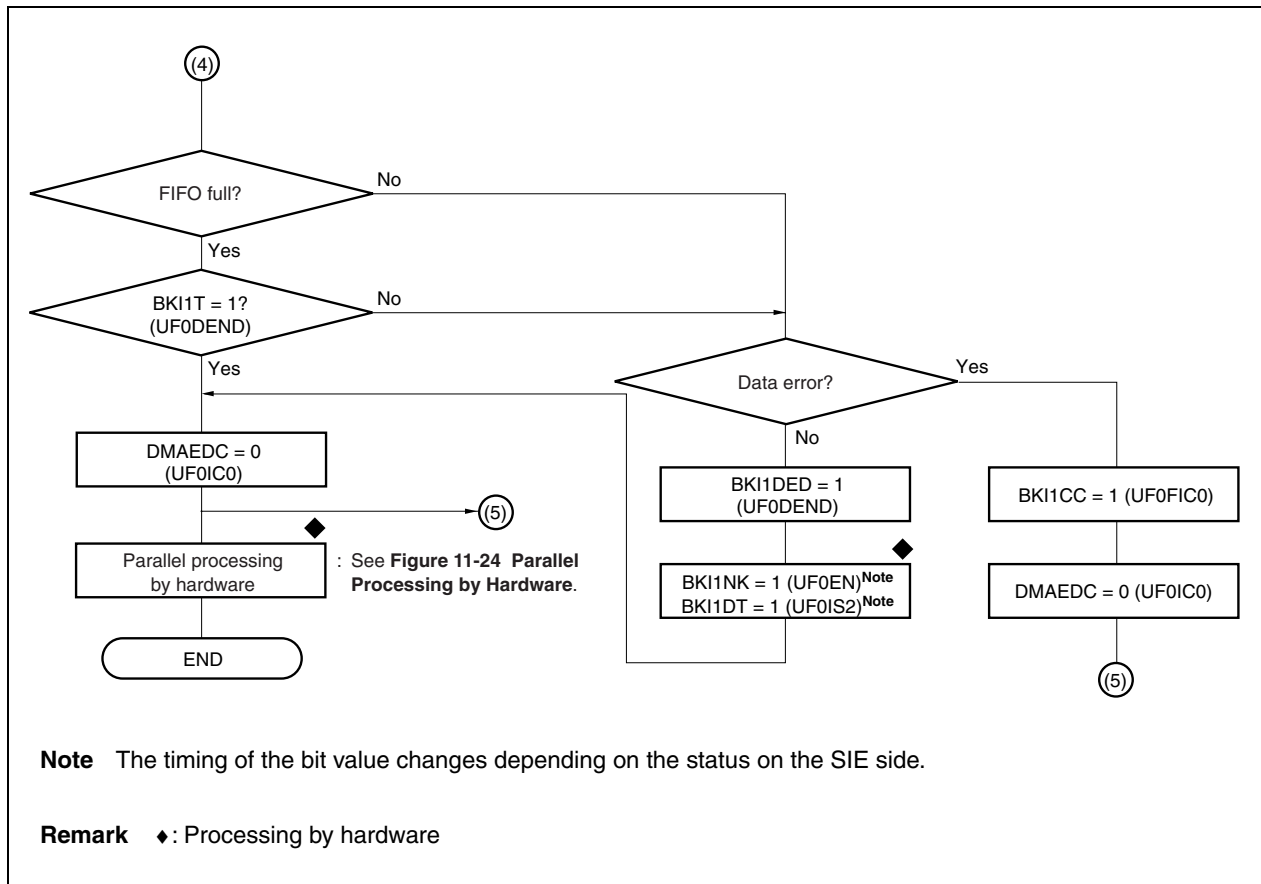 (4)
FIFO full?
No
Yes
BKI1T = 1?
(UF0DEND)
No
Yes
Data error?
Yes
No
DMAEDC = 0
(UF0IC0)
(5)
BKI1DED = 1
(UF0DEND)
BKI1CC = 1 (UF0FIC0)
Parallel processing
by hardware
: See Figure 11-24 Parallel
Processing by Hardware.
BKI1NK = 1 (UF0EN)Note
BKI1DT = 1 (UF0IS2)Note
DMAEDC = 0 (UF0IC0)
END
(5)
Note The timing of the bit value changes depending on the status on the SIE side.
Remark ♦: Processing by hardware